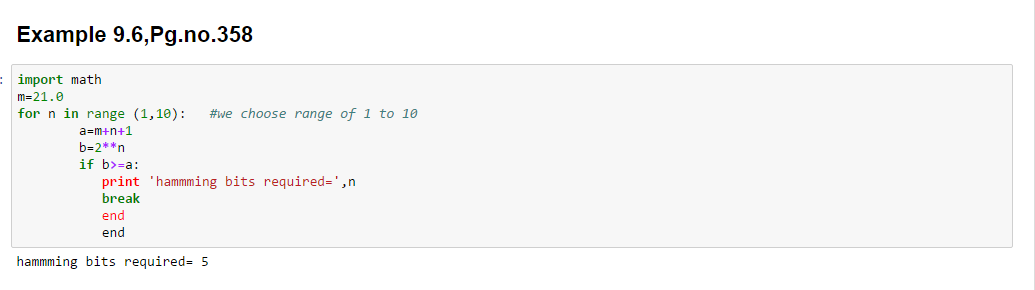 Example 9.6,Pg.no.358
:
import math
m=21.0
for n in range (1,10):   #we choose range of 1 to 10
        a=m+n+1
        b=2**n
        if b>=a:
           print 'hammming bits required=',n
           break
           end
           end
hammming bits required= 5